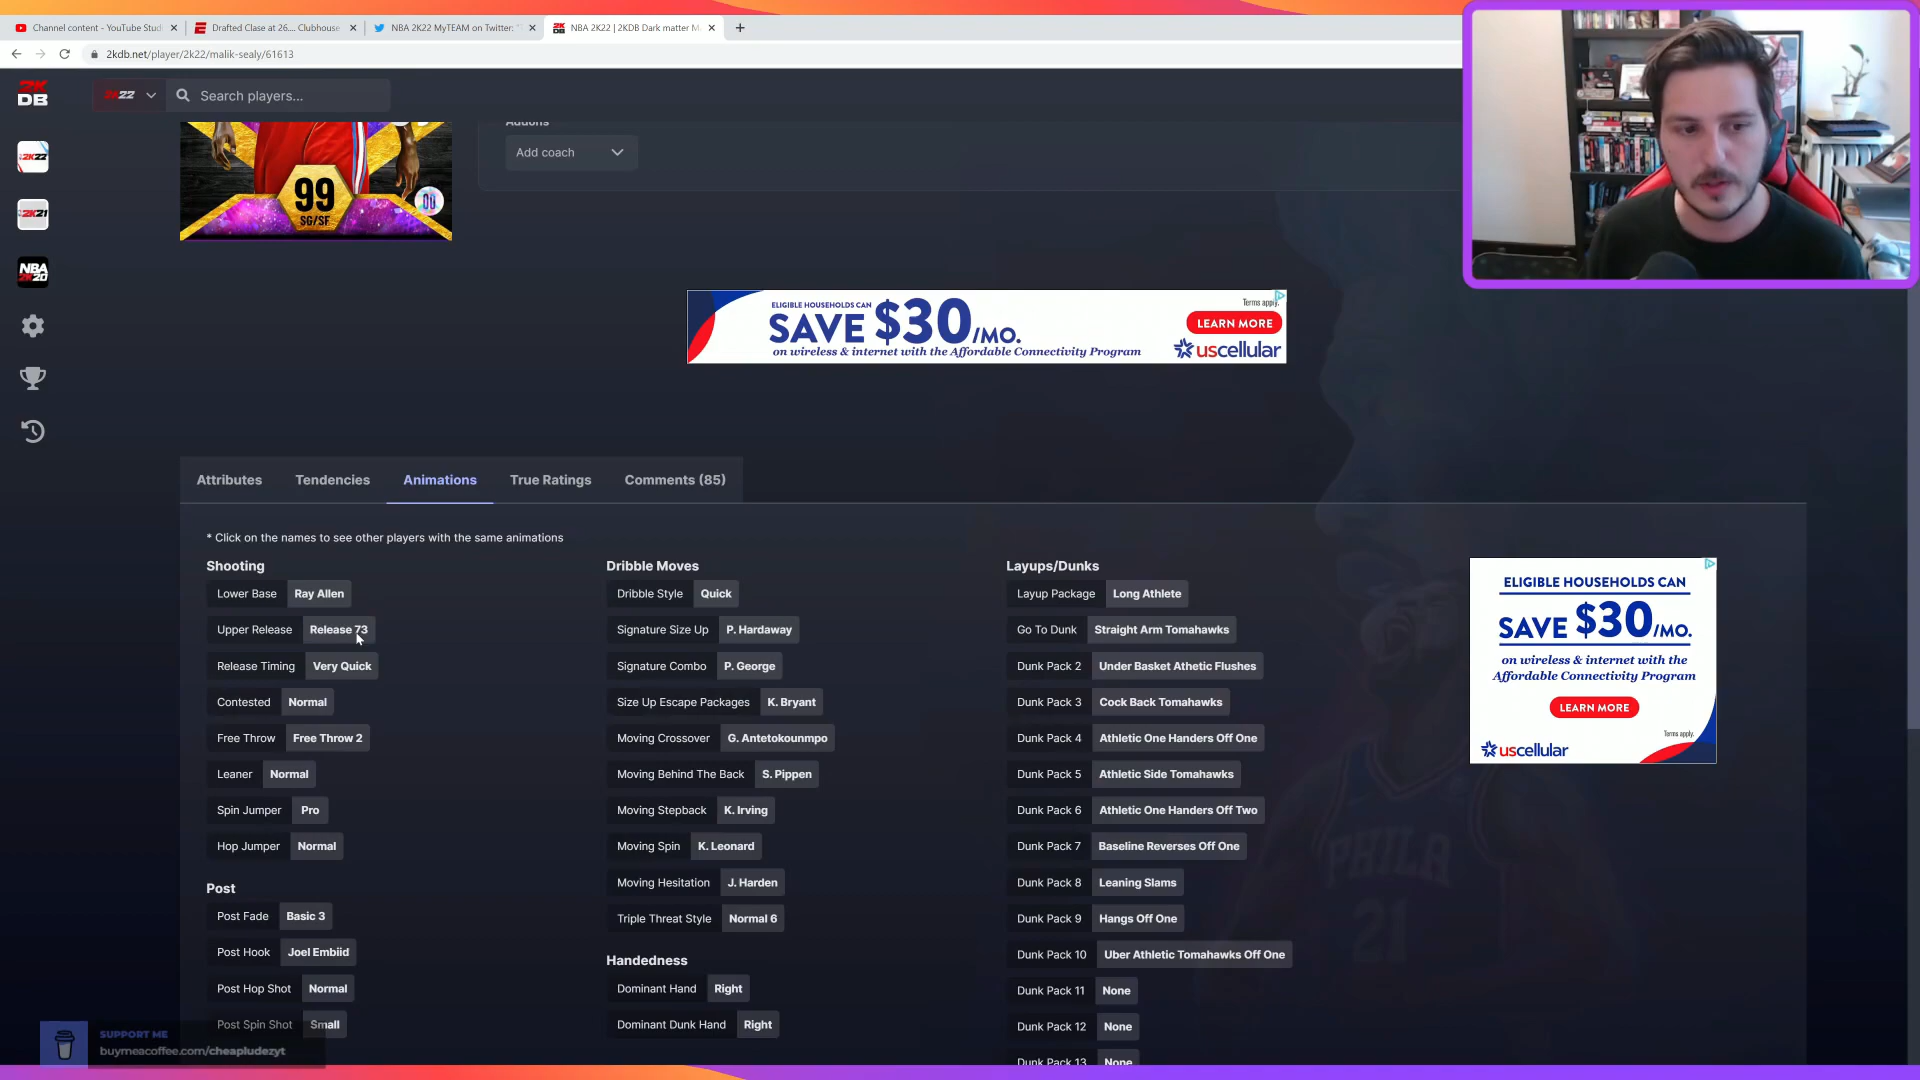 Channel content - YouTube Studi
Drafted Clase at 26.... Clubhouse
NBA 2K22 MyTEAM on Twitter: "
NBA 2K22 | 2KDB Dark matter M
2kdb.net/player/2k22/malik-sealy/61613
2K DB
2K22
Search players...
2K22
2K21
NBA 2K20
99
SG/SF
Addons
Add coach
ELIGIBLE HOUSEHOLDS CAN
SAVE $30/MO.
on wireless & internet with the Affordable Connectivity Program
Terms apply.
LEARN MORE
uscellular
Attributes
Tendencies
Animations
True Ratings
Comments (85)
* Click on the names to see other players with the same animations
Shooting
Lower Base Ray Allen
Upper Release Release 73
Release Timing Very Quick
Contested Normal
Free Throw Free Throw 2
Leaner Normal
Spin Jumper Pro
Hop Jumper Normal
Post
Post Fade Basic 3
Post Hook Joel Embiid
Post Hop Shot Normal
Post Spin Shot Small
Dribble Moves
Dribble Style Quick
Signature Size Up P. Hardaway
Signature Combo P. George
Size Up Escape Packages K. Bryant
Moving Crossover G. Antetokounmpo
Moving Behind The Back S. Pippen
Moving Stepback K. Irving
Moving Spin K. Leonard
Moving Hesitation J. Harden
Triple Threat Style Normal 6
Handedness
Dominant Hand Right
Dominant Dunk Hand Right
Layups/Dunks
Layup Package Long Athlete
Go To Dunk Straight Arm Tomahawks
Dunk Pack 2 Under Basket Athetic Flushes
Dunk Pack 3 Cock Back Tomahawks
Dunk Pack 4 Athletic One Handers Off One
Dunk Pack 5 Athletic Side Tomahawks
Dunk Pack 6 Athletic One Handers Off Two
Dunk Pack 7 Baseline Reverses Off One
Dunk Pack 8 Leaning Slams
Dunk Pack 9 Hangs Off One
Dunk Pack 10 Uber Athletic Tomahawks Off One
Dunk Pack 11 None
Dunk Pack 12 None
Dunk Pack 13 None
ELIGIBLE HOUSEHOLDS CAN
SAVE $30/MO.
on wireless & internet with the
Affordable Connectivity Program
LEARN MORE
Terms apply.
uscellular
PHILA
21
SUPPORT ME
buymeacoffee.com/cheapludezyt